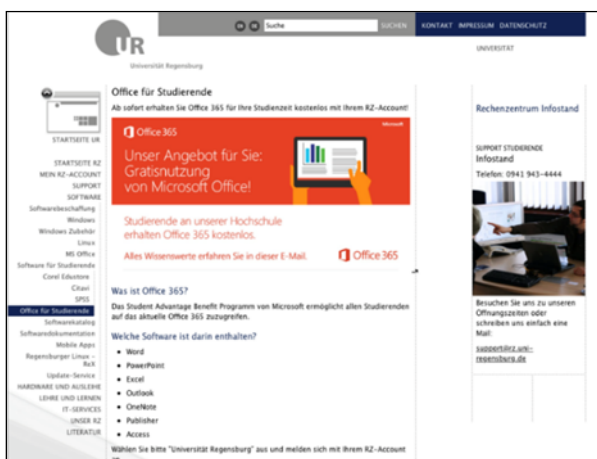 EN DE Suche SUCHEN KONTAKT IMPRESSUM DATENSCHUTZ
UR
Universität Regensburg
UNIVERSITÄT
STARTSEITE UR
STARTSEITE RZ
MEIN RZ-ACCOUNT
SUPPORT
SOFTWARE
Softwarebeschaffung
Windows
Windows Zubehör
Linux
MS Office
Software für Studierende
Corel Edustore
Citavi
SPSS
Office für Studierende
Softwarekatalog
Softwaredokumentation
Mobile Apps
Regensburger Linux -
ReX
Update-Service
HARDWARE UND AUSLEIHE
LEHRE UND LERNEN
IT-SERVICES
UNSER RZ
LITERATUR
Office für Studierende
Ab sofort erhalten Sie Office 365 für Ihre Studienzeit kostenlos mit Ihrem RZ-Account!
Office 365
Microsoft
Unser Angebot für Sie:
Gratisnutzung
von Microsoft Office!
Studierende an unserer Hochschule
erhalten Office 365 kostenlos.
Alles Wissenswerte erfahren Sie in dieser E-Mail.
Office 365
Was ist Office 365?
Das Student Advantage Benefit Programm von Microsoft ermöglicht allen Studierenden
auf das aktuelle Office 365 zuzugreifen.
Welche Software ist darin enthalten?
• Word
• PowerPoint
• Excel
• Outlook
• OneNote
• Publisher
• Access
Wählen Sie bitte "Universität Regensburg" aus und melden sich mit Ihrem RZ-Account
Rechenzentrum Infostand
SUPPORT STUDIERENDE
Infostand
Telefon: 0941 943-4444
Besuchen Sie uns zu unseren
Öffnungszeiten oder
schreiben uns einfach eine
Mail:
support@rz.uni-
regensburg.de